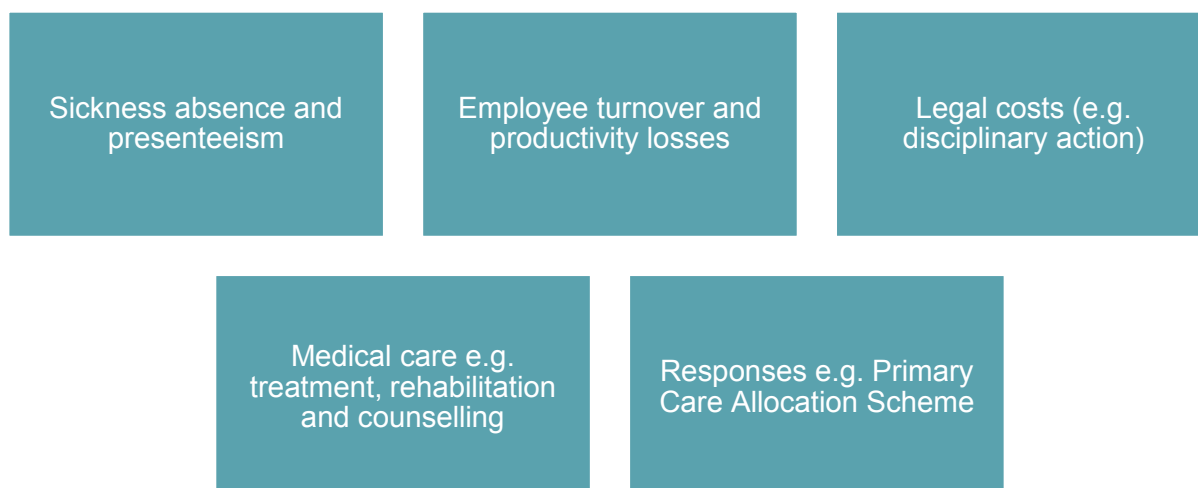 Sickness absence and
presenteeism
Employee turnover and
productivity losses
Legal costs (e.g.
disciplinary action)
Medical care e.g.
treatment, rehabilitation
and counselling
Responses e.g. Primary
Care Allocation Scheme